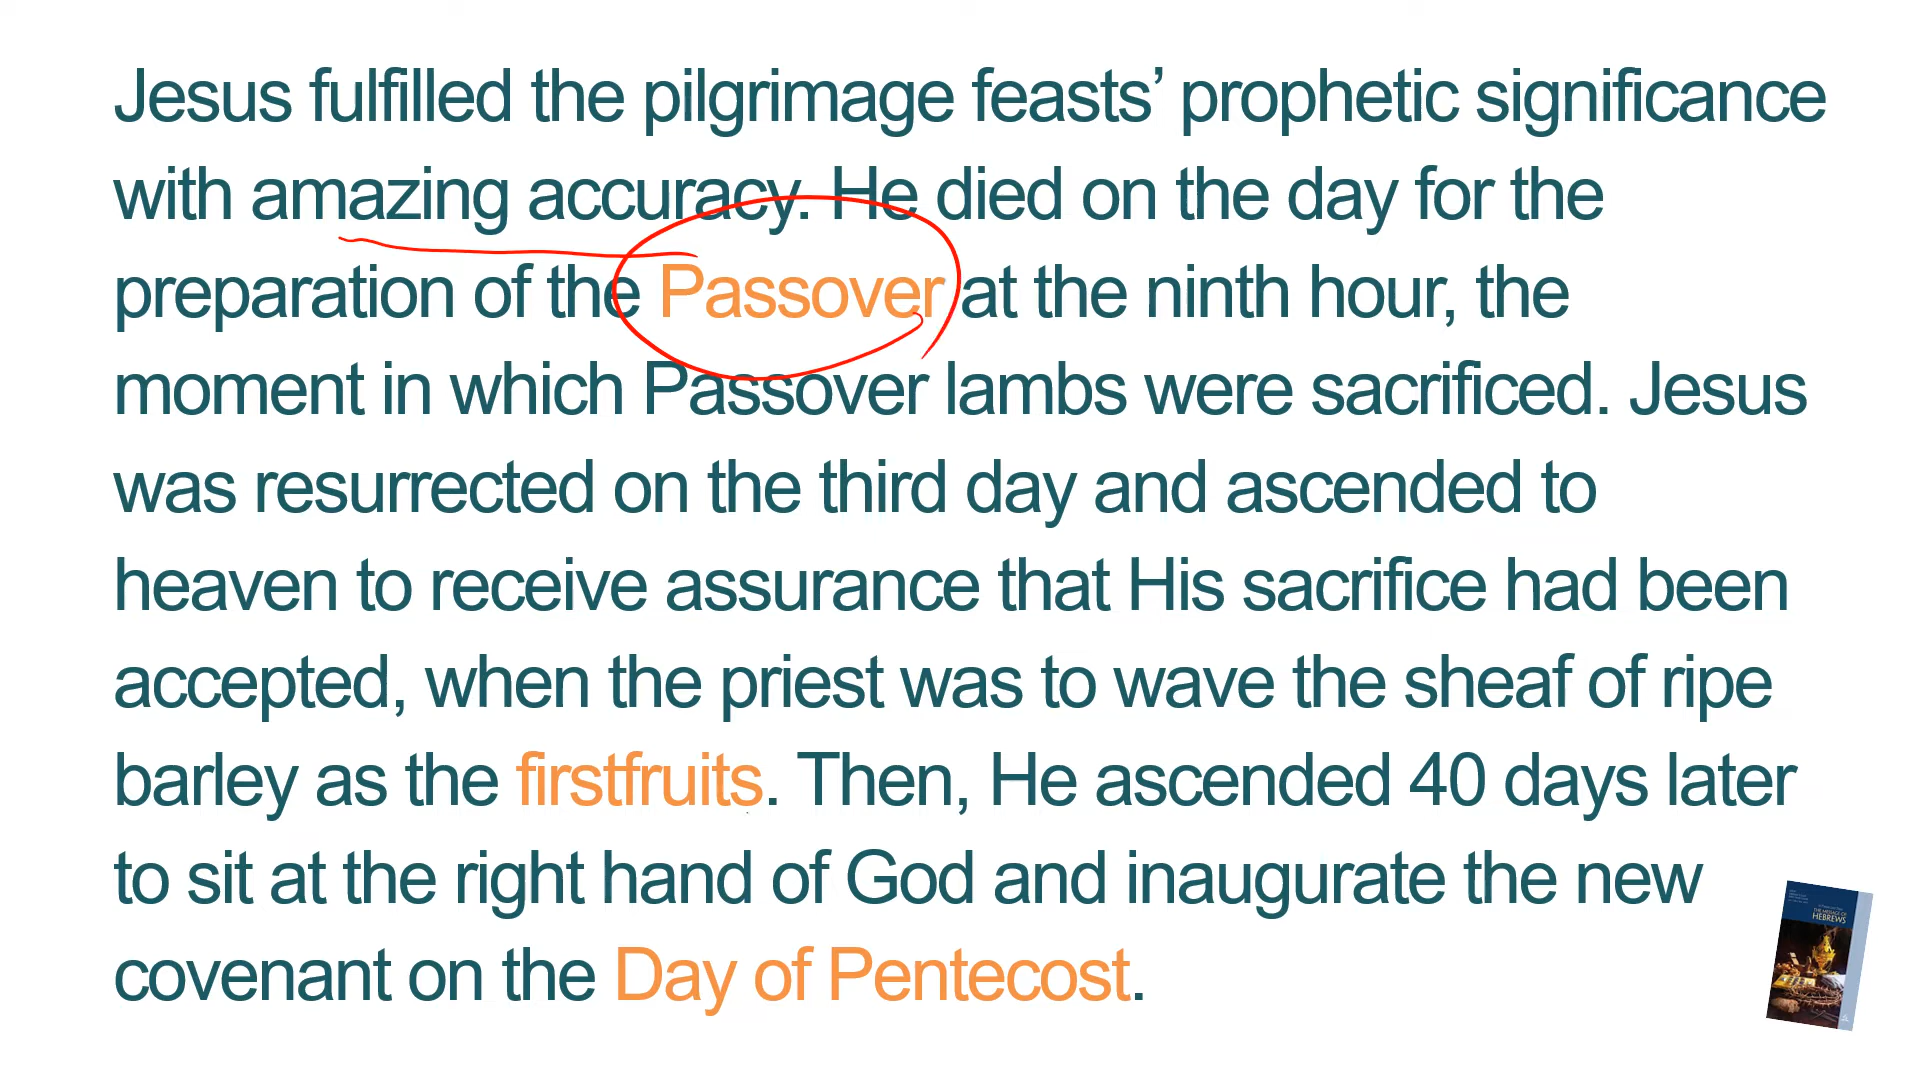 Jesus fulfilled the pilgrimage feasts’ prophetic significance
with amazing accuracy. He died on the day for the
preparation of the Passover at the ninth hour, the
moment in which Passover lambs were sacrificed. Jesus
was resurrected on the third day and ascended to
heaven to receive assurance that His sacrifice had been
accepted, when the priest was to wave the sheaf of ripe
barley as the firstfruits. Then, He ascended 40 days later
to sit at the right hand of God and inaugurate the new
covenant on the Day of Pentecost.
THE MESSAGE OF
HEBREWS